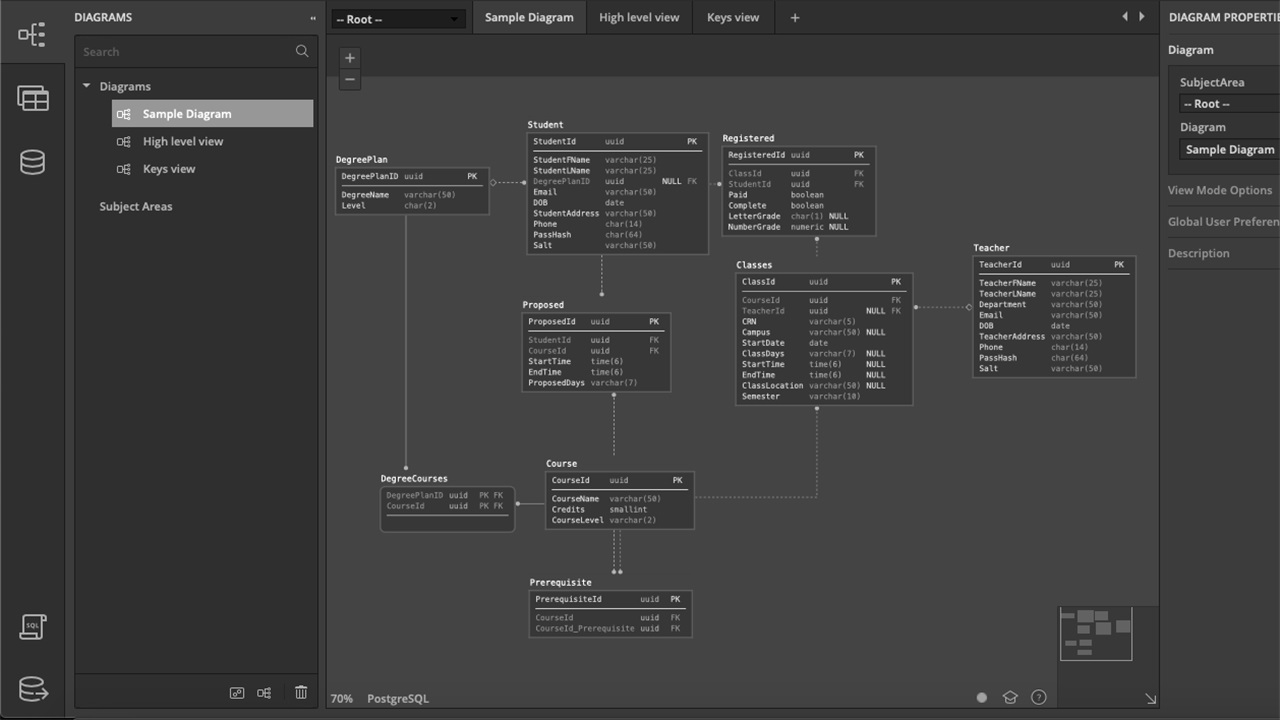 DIAGRAMS
Search
Diagrams
Sample Diagram
High level view
Keys view
Subject Areas
SQL
-- Root --
Sample Diagram
High level view
Keys view
DegreePlan
DegreePlanID uuid PK
DegreeName varchar(50)
Level char(2)
Student
StudentId uuid PK
StudentFName varchar(25)
StudentLName varchar(25)
DegreePlanID uuid NULL FK
Email varchar(50)
DOB date
StudentAddress varchar(50)
Phone char(14)
PassHash char(64)
Salt varchar(50)
Registered
RegisteredId uuid PK
ClassId uuid FK
StudentId uuid FK
Paid boolean
Complete boolean
LetterGrade char(1) NULL
NumberGrade numeric NULL
Proposed
ProposedId uuid PK
StudentId uuid FK
CourseId uuid FK
StartTime time(6)
EndTime time(6)
ProposedDays varchar(7)
Classes
ClassId uuid PK
CourseId uuid FK
TeacherId uuid NULL FK
CRN varchar(5)
Campus varchar(50) NULL
StartDate date
ClassDays varchar(7) NULL
StartTime time(6) NULL
EndTime time(6) NULL
ClassLocation varchar(50) NULL
Semester varchar(10)
Teacher
TeacherId uuid PK
TeacherFName varchar(25)
TeacherLName varchar(25)
Department varchar(50)
Email varchar(50)
DOB date
TeacherAddress varchar(50)
Phone char(14)
PassHash char(64)
Salt varchar(50)
DegreeCourses
DegreePlanID uuid PK FK
CourseId uuid PK FK
Course
CourseId uuid PK
CourseName varchar(50)
Credits smallint
CourseLevel varchar(2)
Prerequisite
PrerequisiteId uuid PK
CourseId uuid FK
CourseId_Prerequisite uuid FK
70% PostgreSQL
?
DIAGRAM PROPERTI
Diagram
SubjectArea
-- Root --
Diagram
Sample Diagram
View Mode Options
Global User Preferen
Description